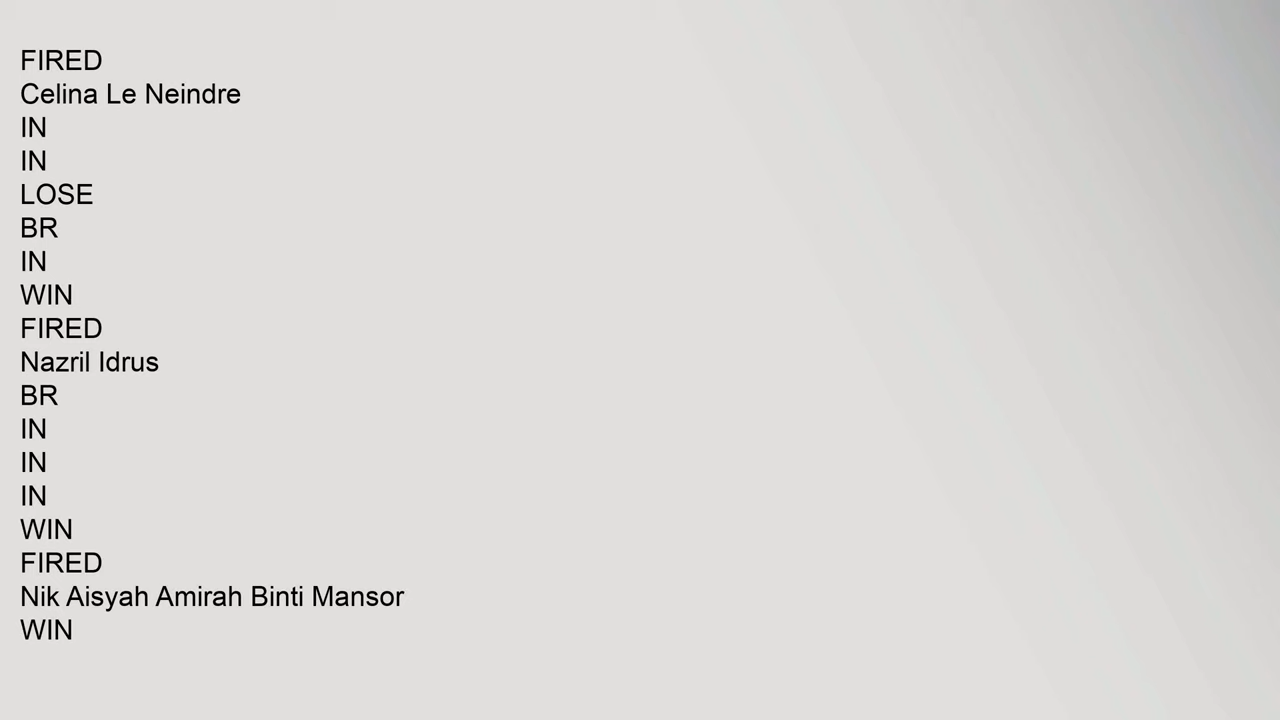 FIRED
Celina Le Neindre
IN
IN
LOSE
BR
IN
WIN
FIRED
Nazril Idrus
BR
IN
IN
IN
WIN
FIRED
Nik Aisyah Amirah Binti Mansor
WIN